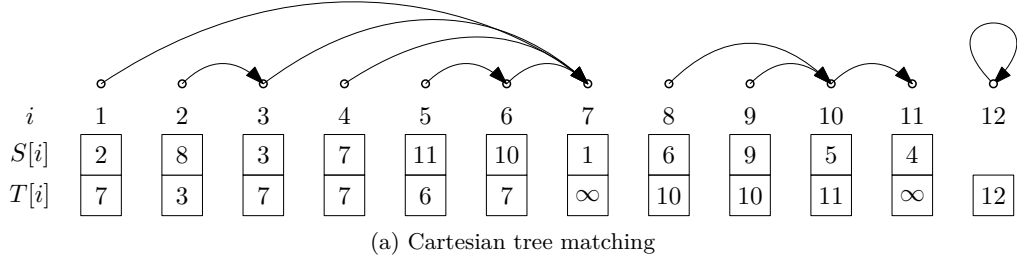 i 1 2 3 4 5 6 7 8 9 10 11 12
S[i] 2 8 3 7 11 10 1 6 9 5 4
T[i] 7 3 7 7 6 7 ∞ 10 10 11 ∞ 12
(a) Cartesian tree matching